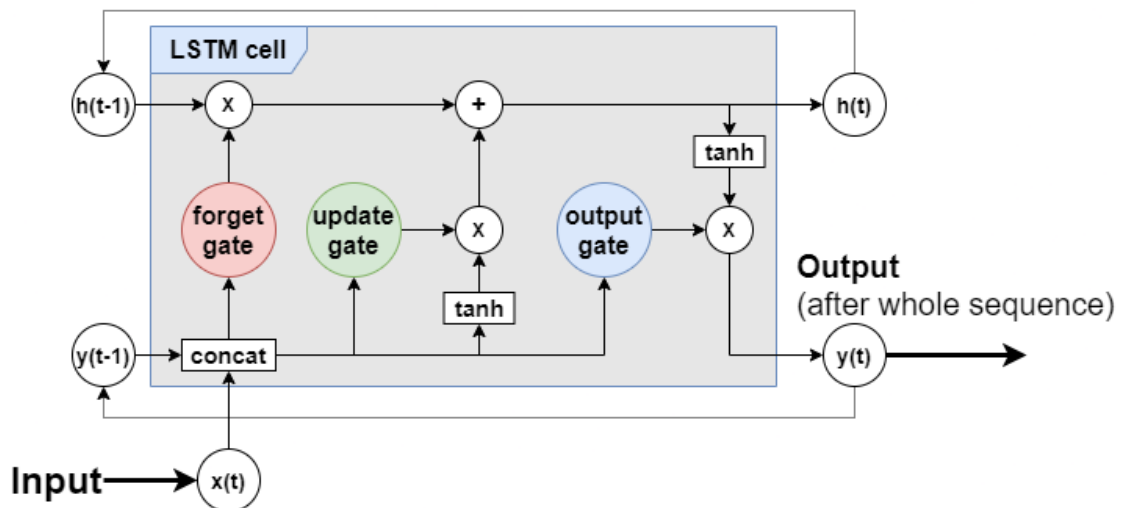 LSTM cell
h(t-1)
X
+
h(t)
tanh
forget
gate
update
gate
X
output
gate
X
Output
(after whole sequence)
tanh
y(t-1)
concat
y(t)
Input
x(t)